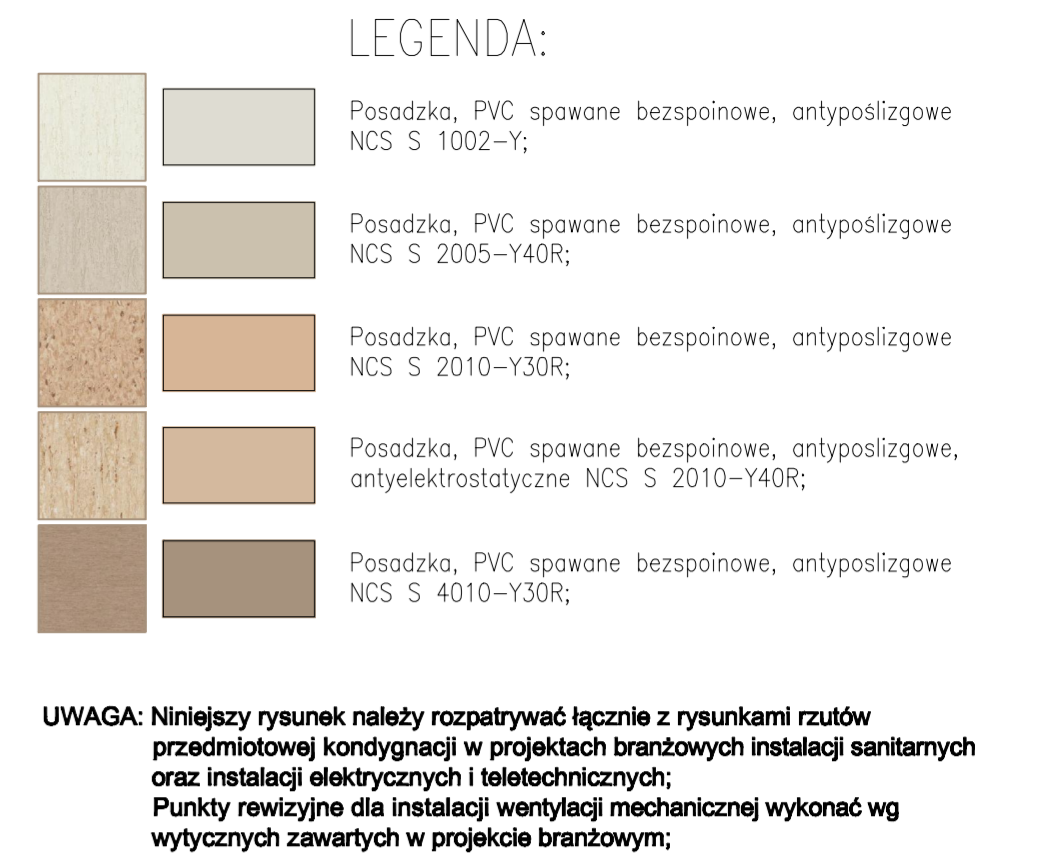 LEGENDA:
Posadzka, PVC spawane bezspoinowe, antypoślizgowe
NCS S 1002-Y;
Posadzka, PVC spawane bezspoinowe, antypoślizgowe
NCS S 2005-Y40R;
Posadzka, PVC spawane bezspoinowe, antyposlizgowe
NCS S 2010-Y30R;
Posadzka, PVC spawane bezspoinowe, antyposlizgowe,
antyelektrostatyczne NCS S 2010-Y40R;
Posadzka, PVC spawane bezspoinowe, antyposlizgowe
NCS S 4010-Y30R;
UWAGA: Niniejszy rysunek należy rozpatrywać łącznie z rysunkami rzutów
przedmiotowej kondygnacji w projektach branżowych instalacji sanitarnych
oraz instalacji elektrycznych i teletechnicznych;
Punkty rewizyjne dla instalacji wentylacji mechanicznej wykonać wg
wytycznych zawartych w projekcie branżowym;